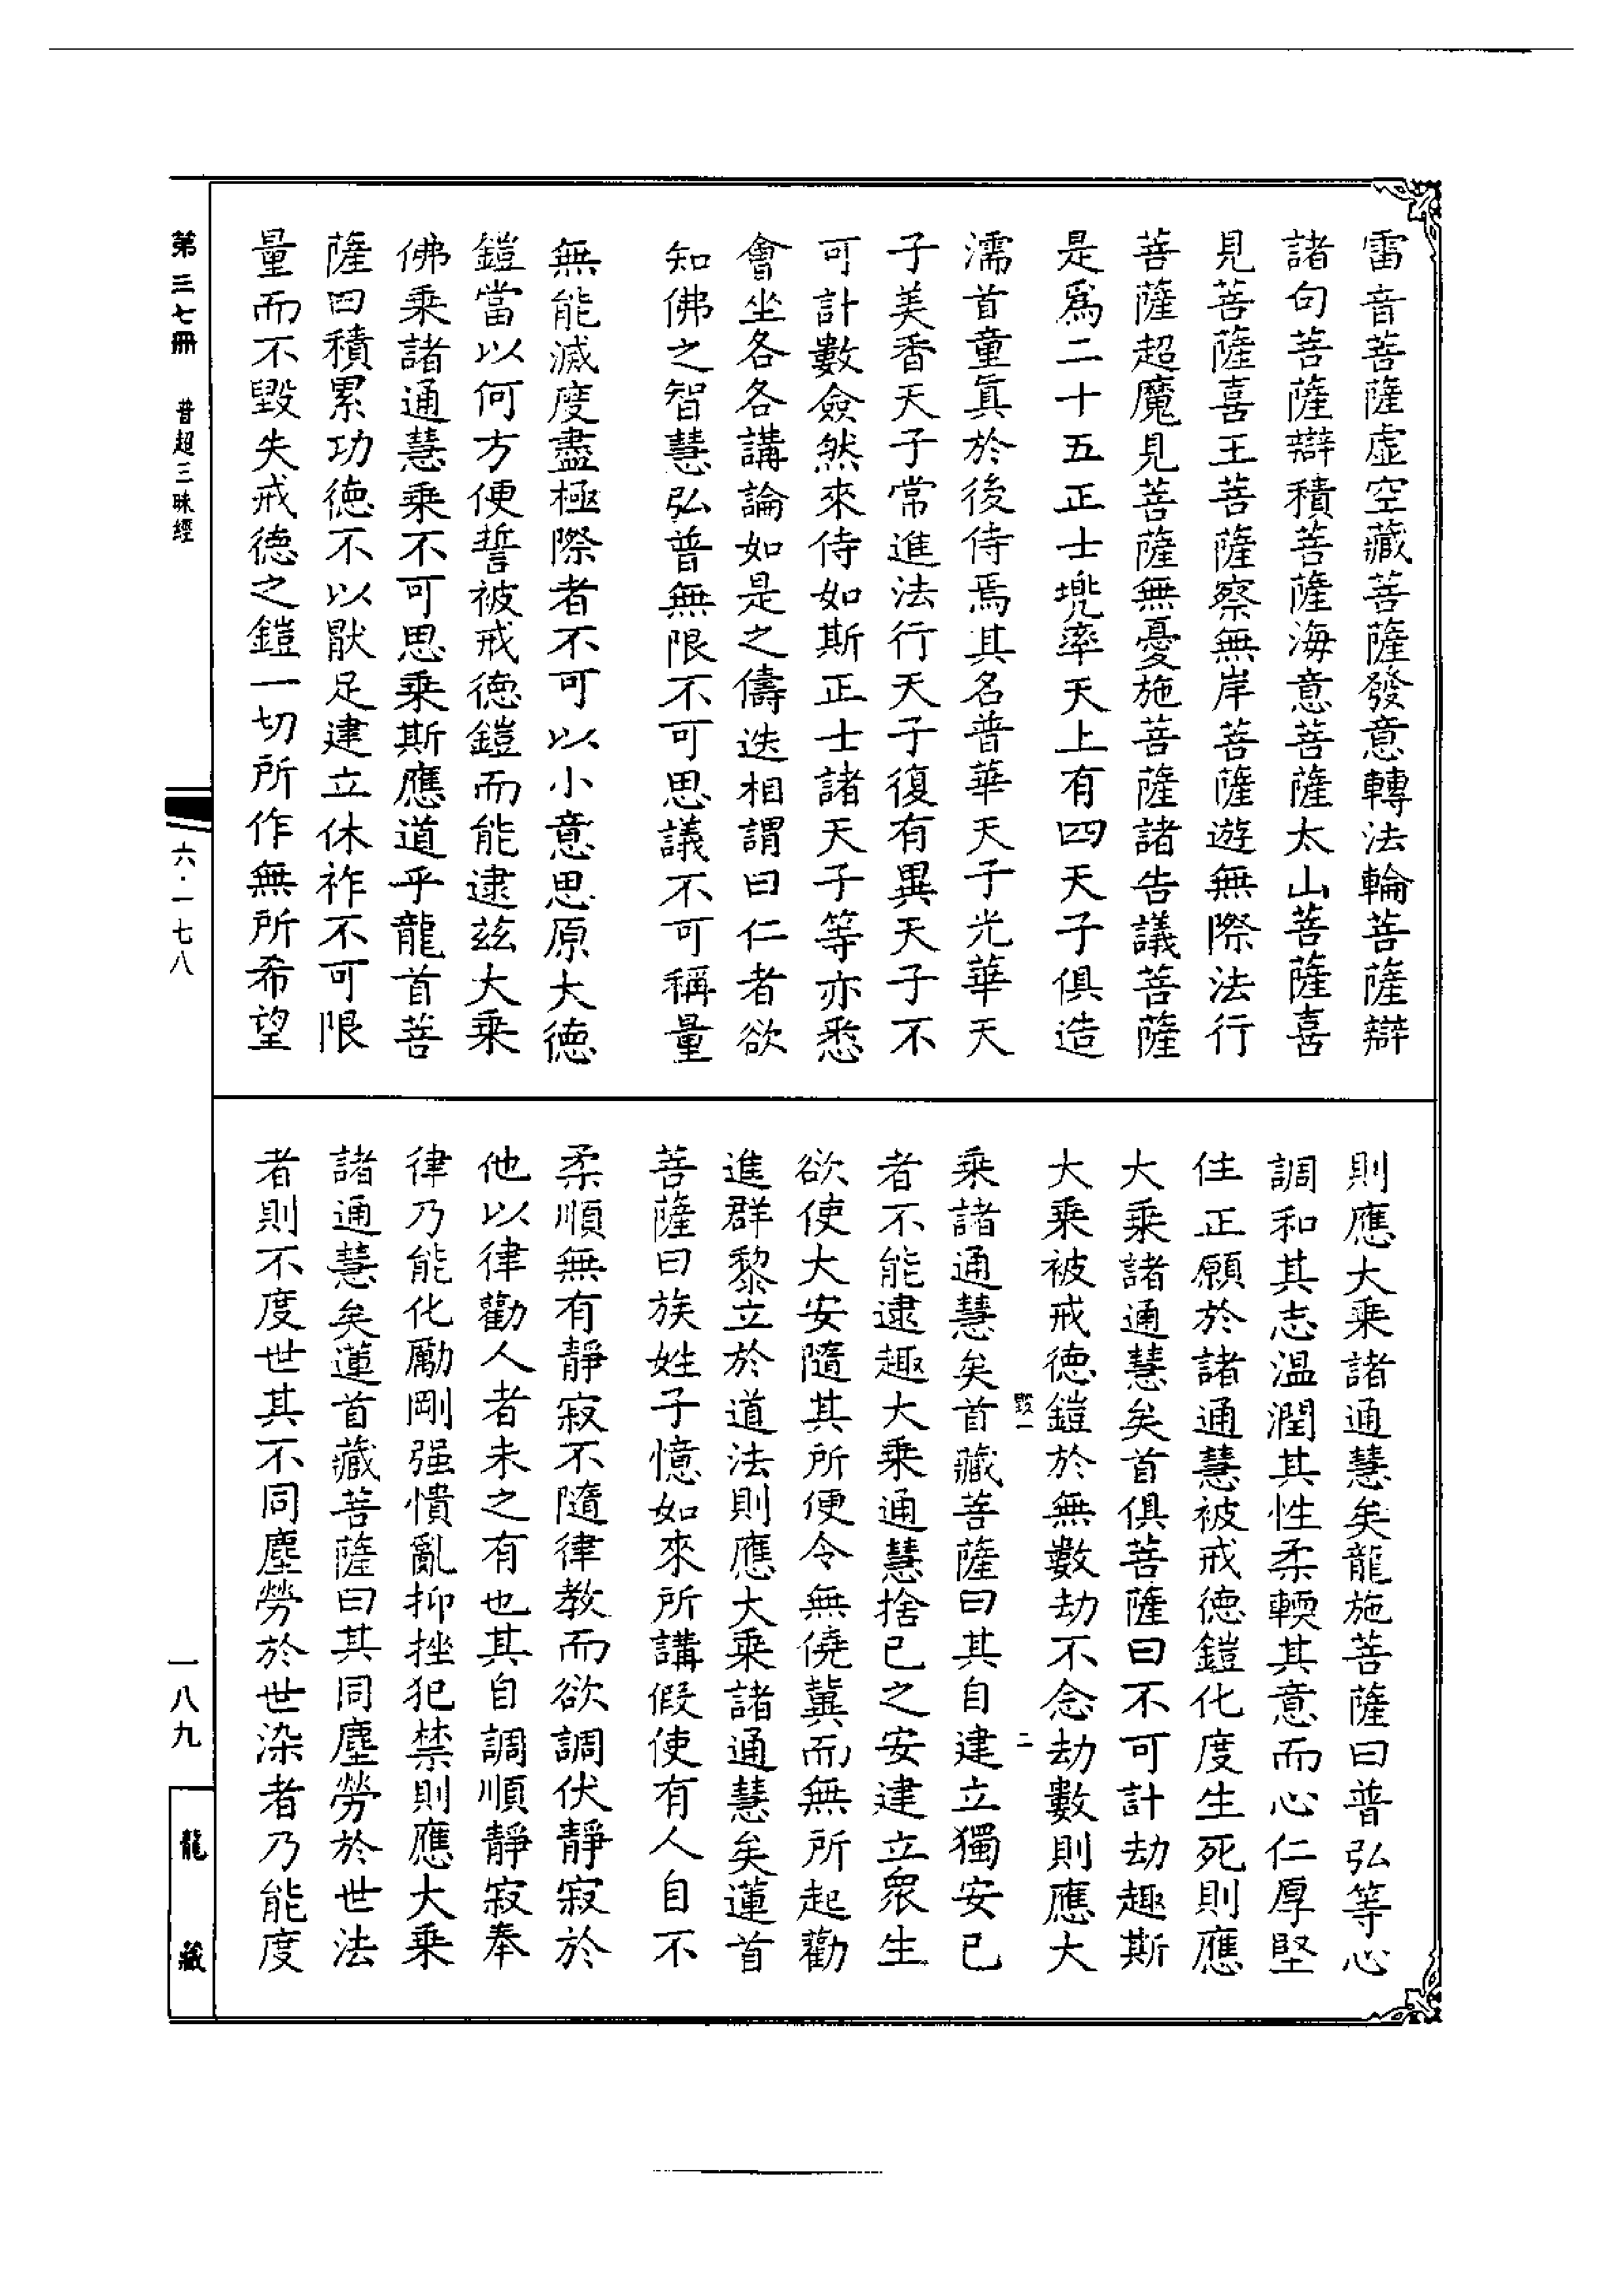 雷音菩薩虛空藏菩薩發意轉法輪菩薩辯
諸句菩薩辯積菩薩海意菩薩太山菩薩喜
見菩薩喜王菩薩察無岸菩薩遊無際法行
菩薩超魔見菩薩無憂施菩薩諸告議菩薩
是爲二十五正士兠率天上有四天子俱造
濡首童真於後侍焉其名普華天子光華天
子美香天子常進法行天子復有異天子不
可計數僉然來侍如斯正士諸天子等亦悉
會坐各各講論如是之儔迭相謂曰仁者欲
知佛之智慧弘普無限不可思議不可稱量
無能滅度盡極際者不可以小意思原大德
鎧當以何方便誓被戒德鎧而能逮茲大乘
佛乘諸通慧乘不可思乘斯應道乎龍首菩
薩曰積累功德不以猒足建立休祚不可限
量而不毀失戒德之鎧一切所作無所希望
則應大乘諸通慧矣龍施菩薩曰普弘等心
調和其志溫潤其性柔輭其意而心仁厚堅
住正願於諸通慧被戒德鎧化度生死則應
大乘諸通慧矣首俱菩薩曰不可計劫趣斯
大乘被戒德鎧於無數劫不念劫數則應大
乘諸通慧矣首藏菩薩曰其自建立獨安已
者不能逮趣大乘通慧捨已之安建立眾生
欲使大安隨其所便令無僥冀而無所起勸
進群黎立於道法則應大乘諸通慧矣蓮首
菩薩曰族姓子憶如來所講假使有人自不
柔順無有靜寂不隨律教而欲調伏靜寂於
他以律勸人者未之有也其自調順靜寂奉
律乃能化勵剛强憒亂抑挫犯禁則應大乘
諸通慧矣蓮首藏菩薩曰其同塵勞於世法
者則不度世其不同塵勞於世染者乃能度
第三七冊 普超三昧經
六·一七八
一八九
龍藏
毀一
二